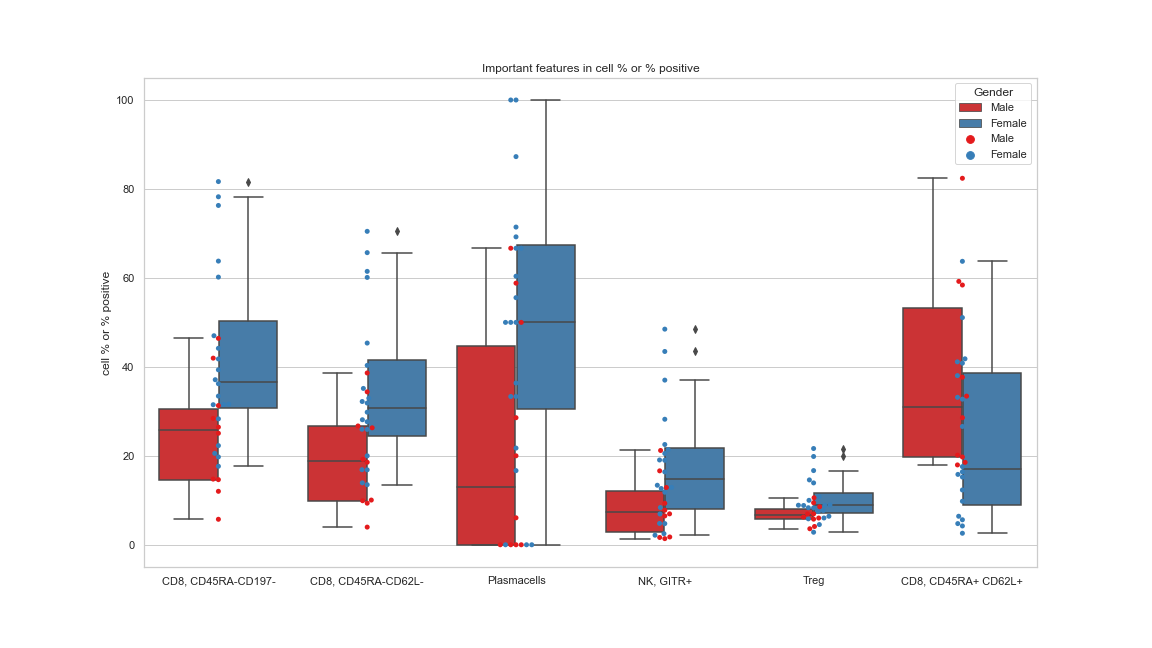 Important features in cell % or % positive
Gender
Male
Female
Male
Female
cell % or % positive
100
80
60
40
20
0
CD8, CD45RA-CD197-
CD8, CD45RA-CD62L-
Plasmacells
NK, GITR+
Treg
CD8, CD45RA+ CD62L+